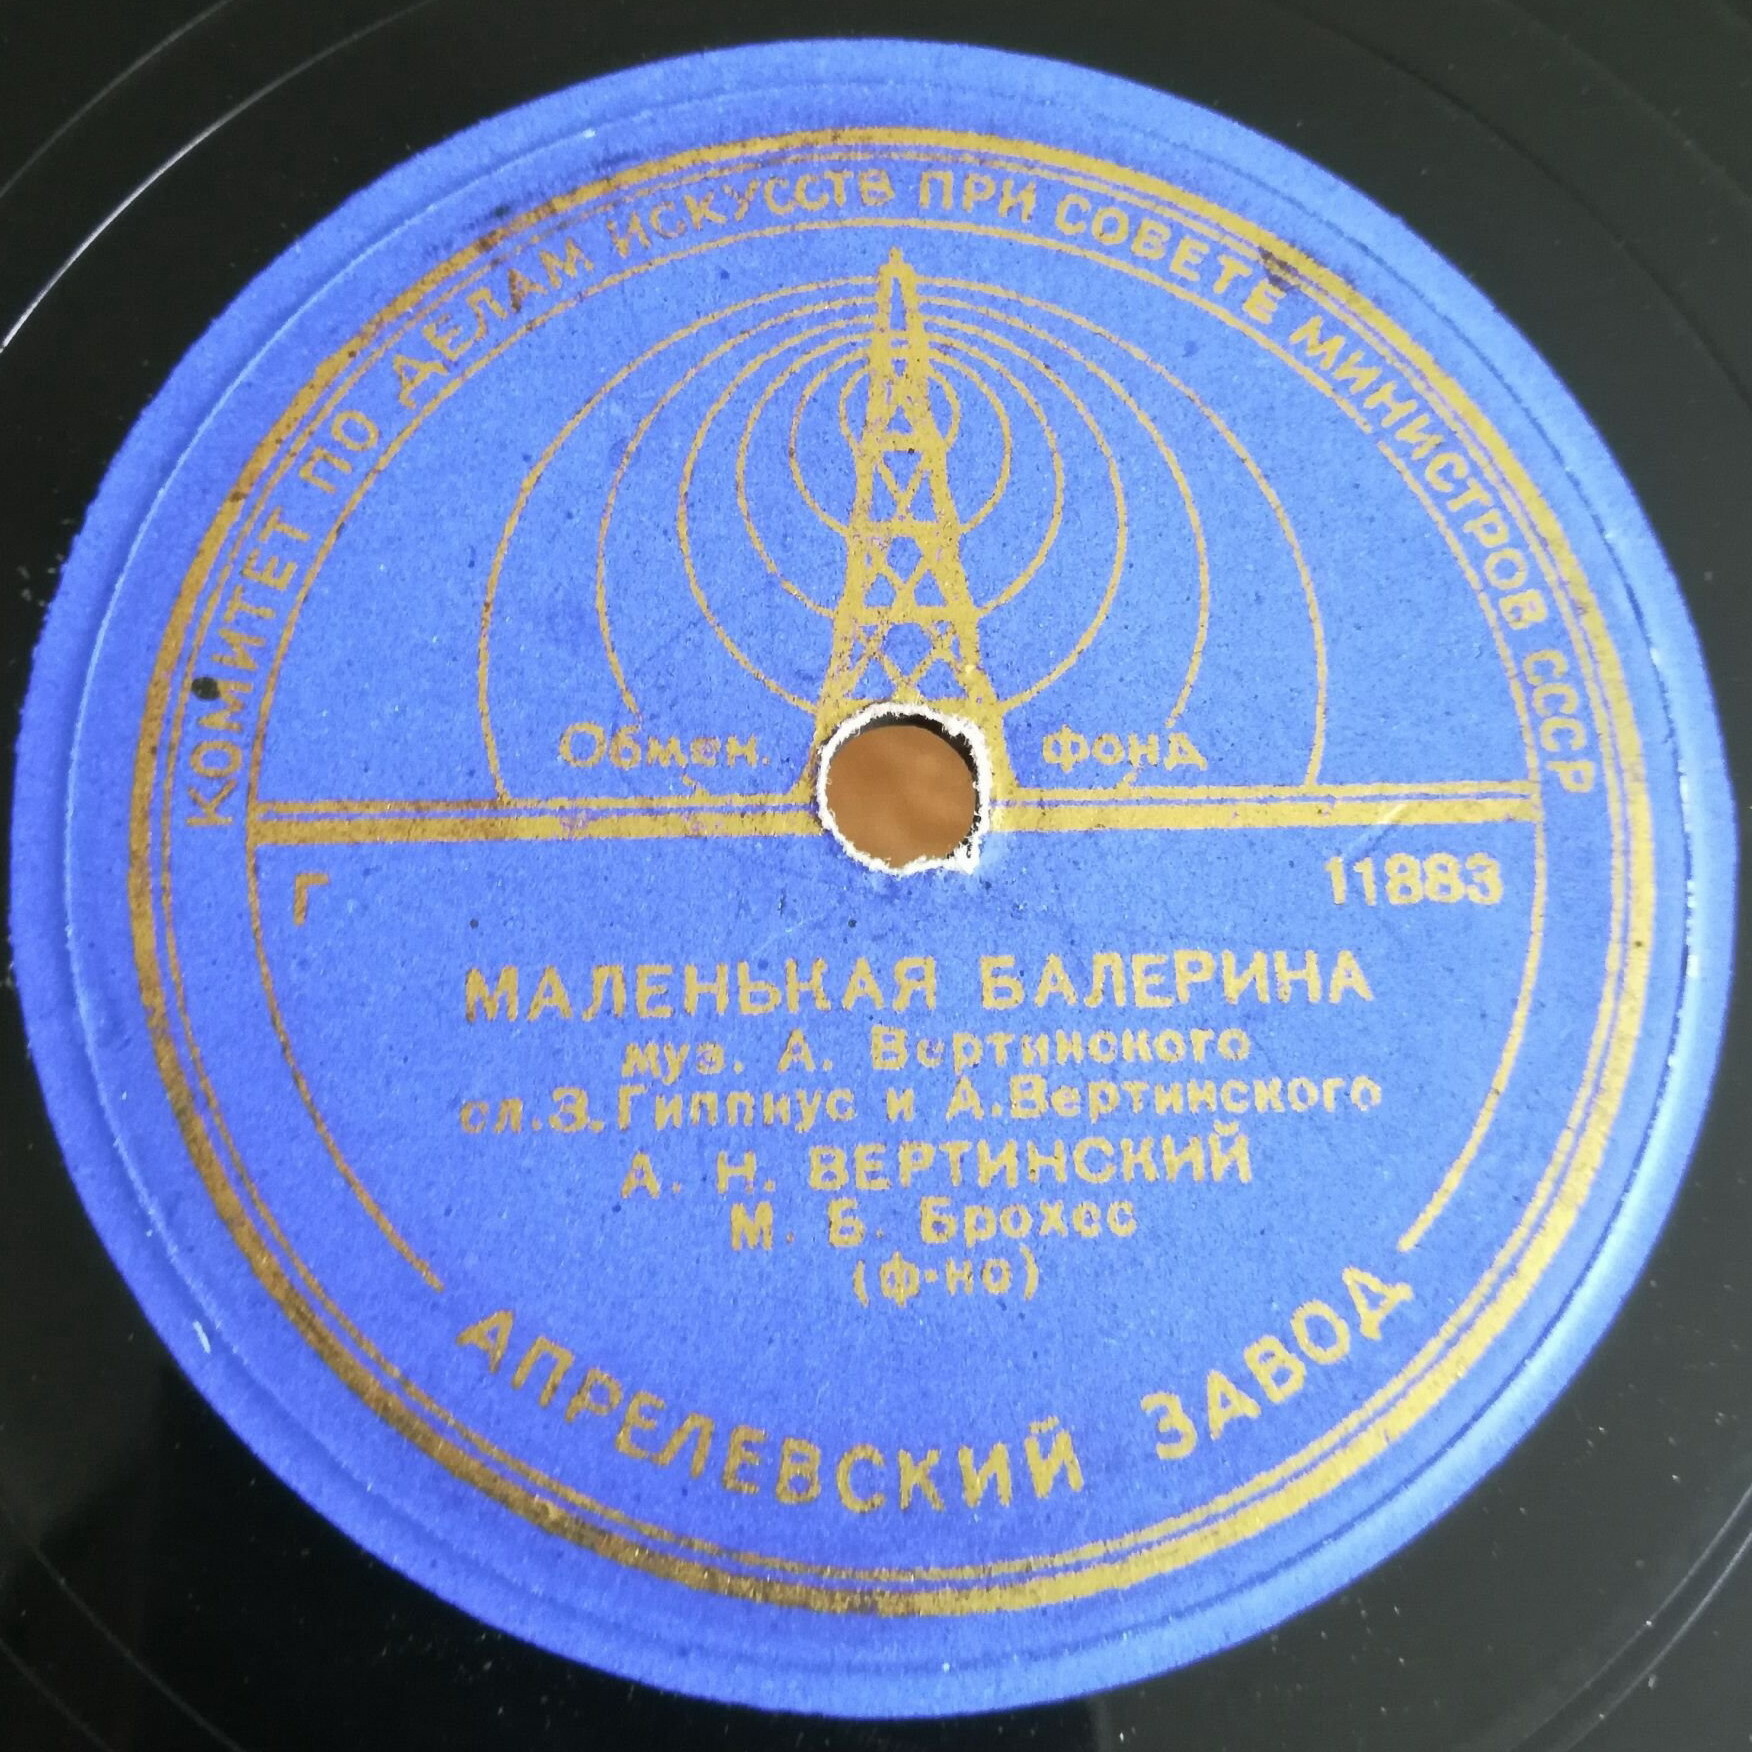 КОМИТЕТ ПО ДЕЛАМ ИСКУССТВ ПРИ СОВЕТЕ МИНИСТРОВ СССР
Обмен. фонд
Г 11883
МАЛЕНЬКАЯ БАЛЕРИНА
муз. А. Вертинского
сл.З.Гиппиус и А.Вертинского
А. Н. ВЕРТИНСКИЙ
М. Б. Брохес
(ф-но)
АПРЕЛЕВСКИЙ ЗАВОД